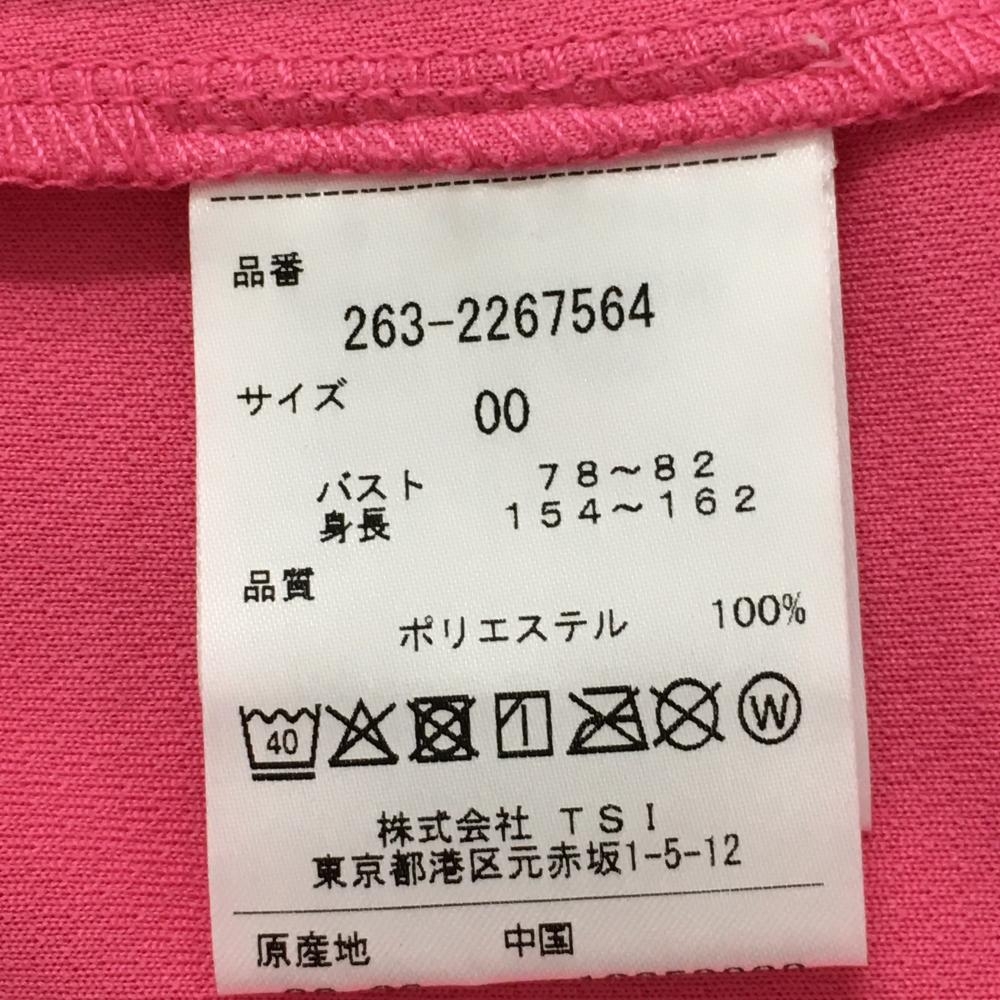 品番
263-2267564
サイズ 00
バスト 78～82
身長 154～162
品質
ポリエステル 100%
40 W
株式会社 TSI
東京都港区元赤坂1-5-12
原産地 中国